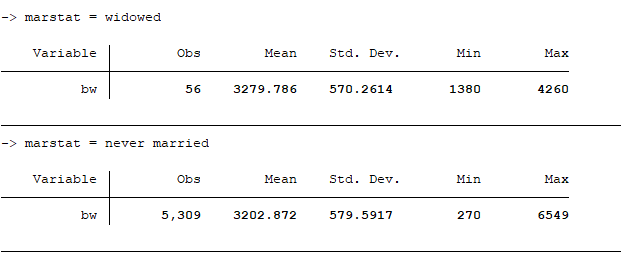 -> marstat = widowed
Variable Obs Mean Std. Dev. Min Max
bw 56 3279.786 570.2614 1380 4260
-> marstat = never married
Variable Obs Mean Std. Dev. Min Max
bw 5,309 3202.872 579.5917 270 6549